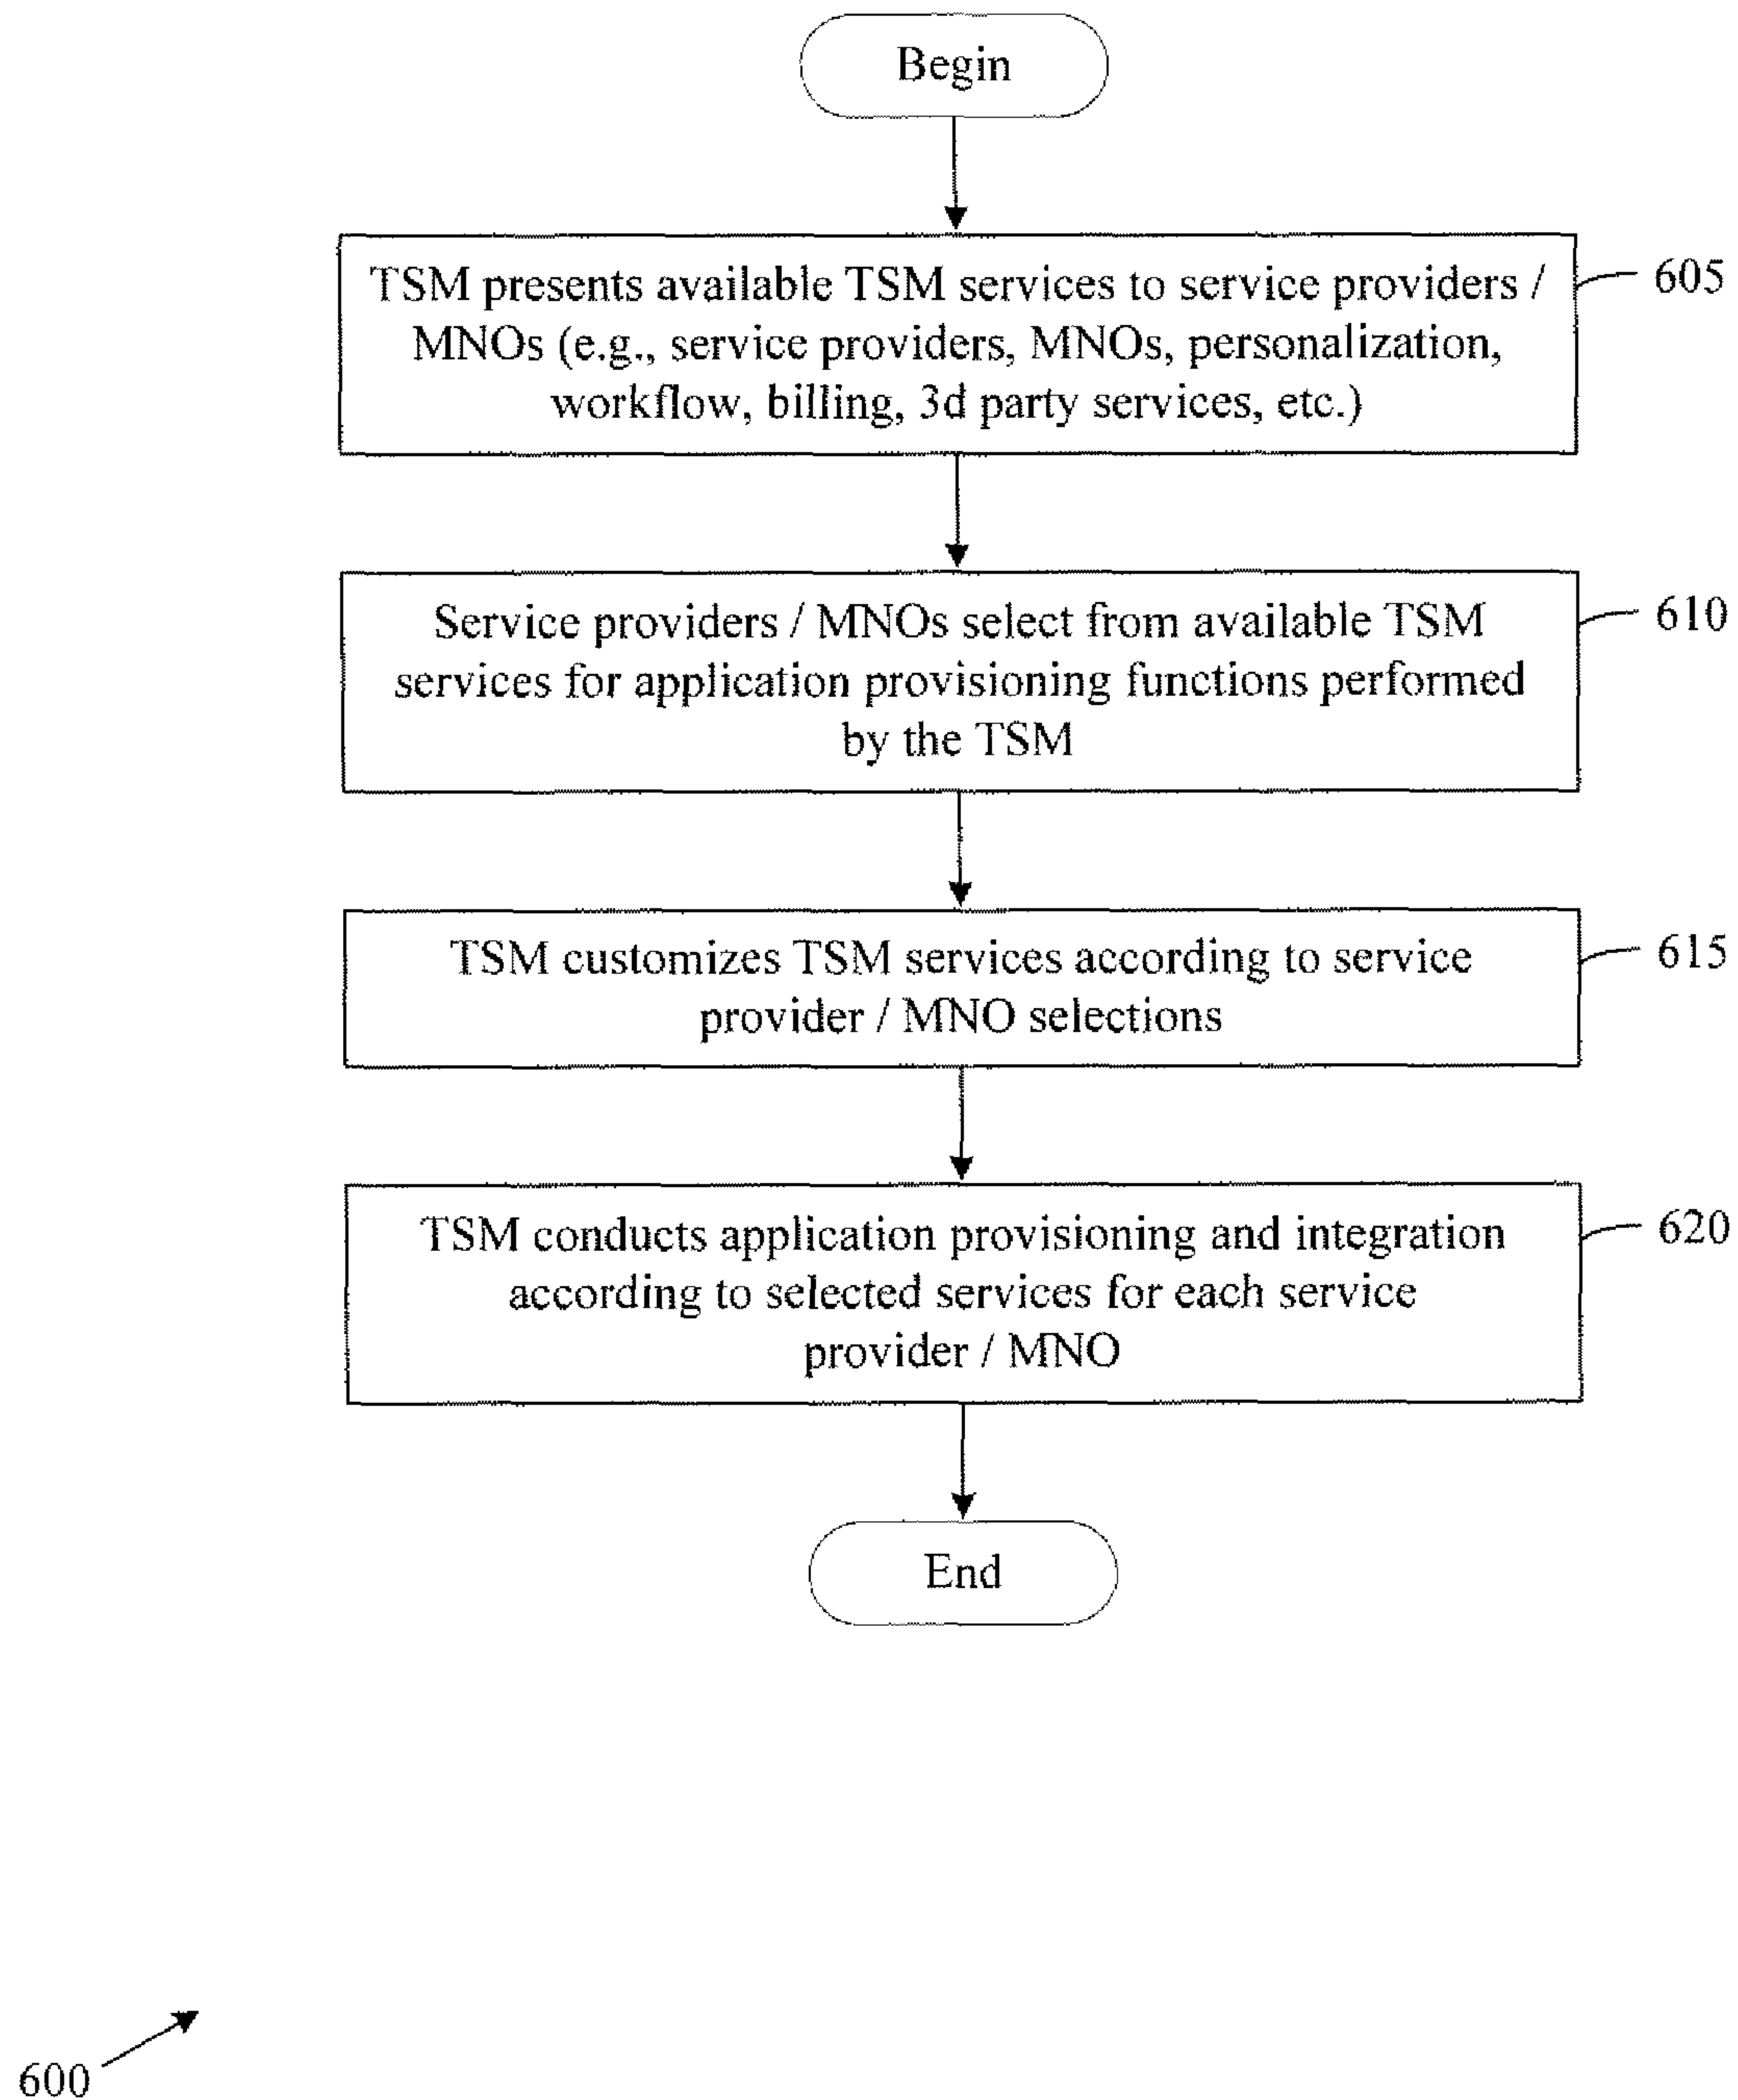 Begin
TSM presents available TSM services to service providers /
MNOs (e.g., service providers, MNOs, personalization,
workflow, billing, 3d party services, etc.)
605
Service providers / MNOs select from available TSM
services for application provisioning functions performed
by the TSM
610
TSM customizes TSM services according to service
provider / MNO selections
615
TSM conducts application provisioning and integration
according to selected services for each service
provider / MNO
620
End
600